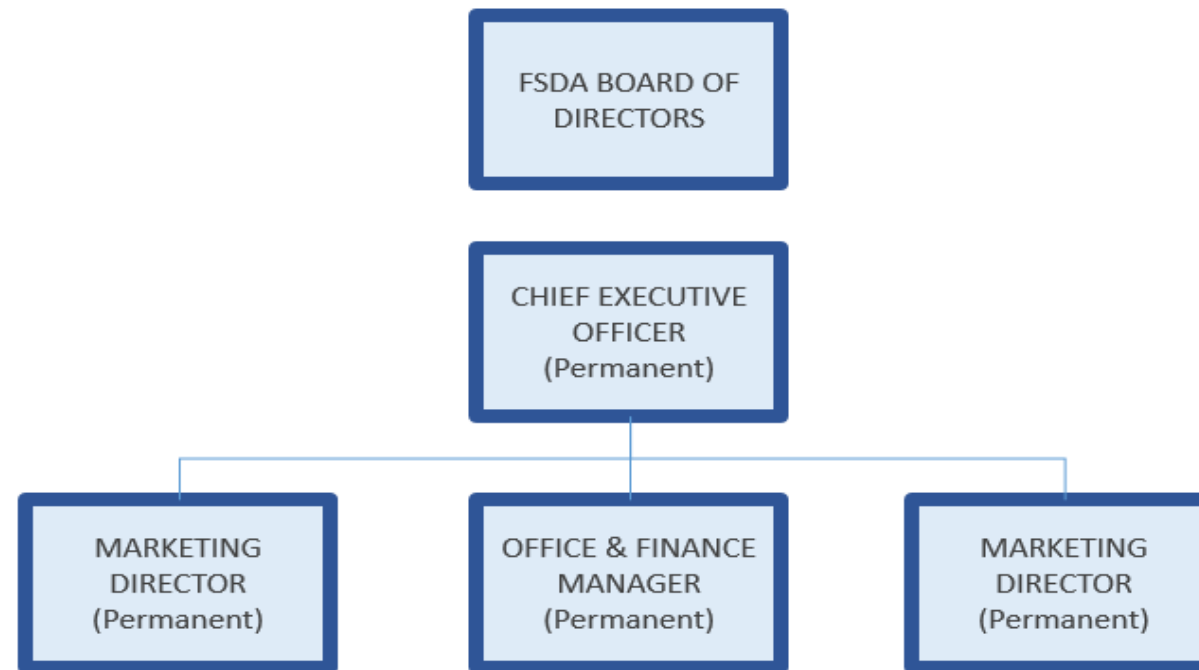 FSDA BOARD OF
DIRECTORS
CHIEF EXECUTIVE
OFFICER
(Permanent)
MARKETING
DIRECTOR
(Permanent)
OFFICE & FINANCE
MANAGER
(Permanent)
MARKETING
DIRECTOR
(Permanent)